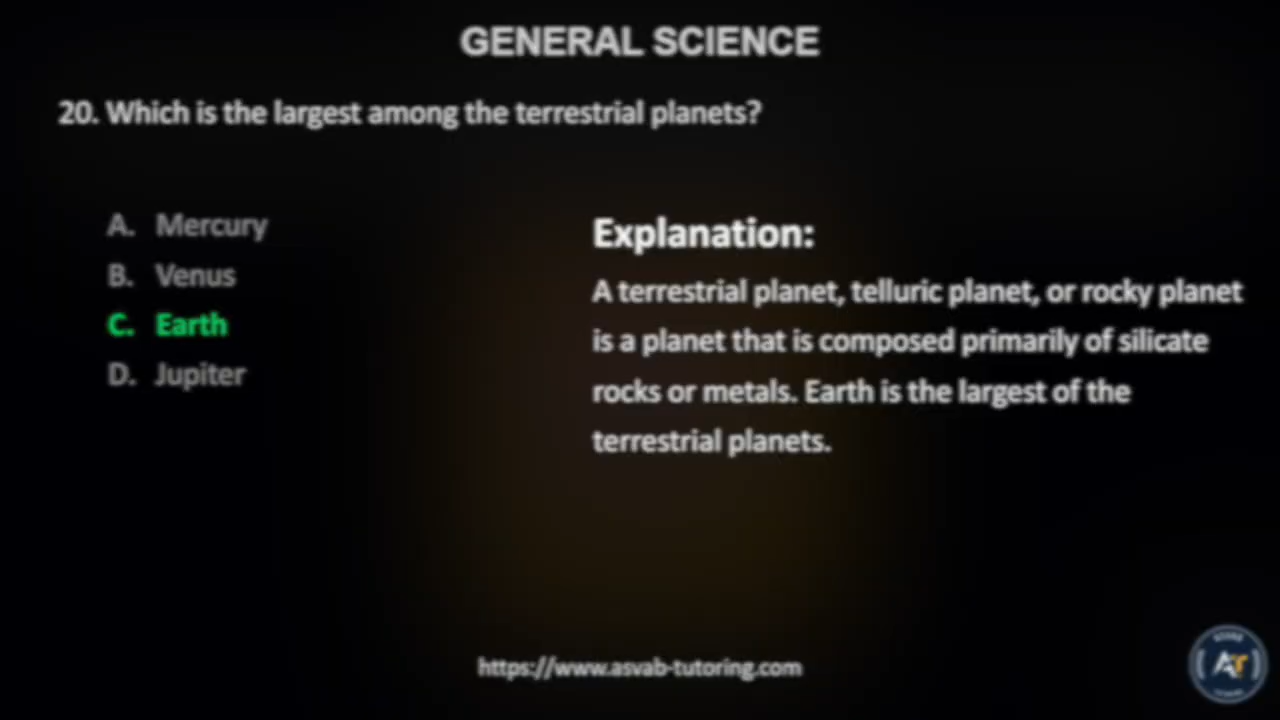 GENERAL SCIENCE
20. Which is the largest among the terrestrial planets?
A. Mercury
B. Venus
C. Earth
D. Jupiter
Explanation:
A terrestrial planet, telluric planet, or rocky planet
is a planet that is composed primarily of silicate
rocks or metals. Earth is the largest of the
terrestrial planets.
https://www.asvab-tutoring.com
AT